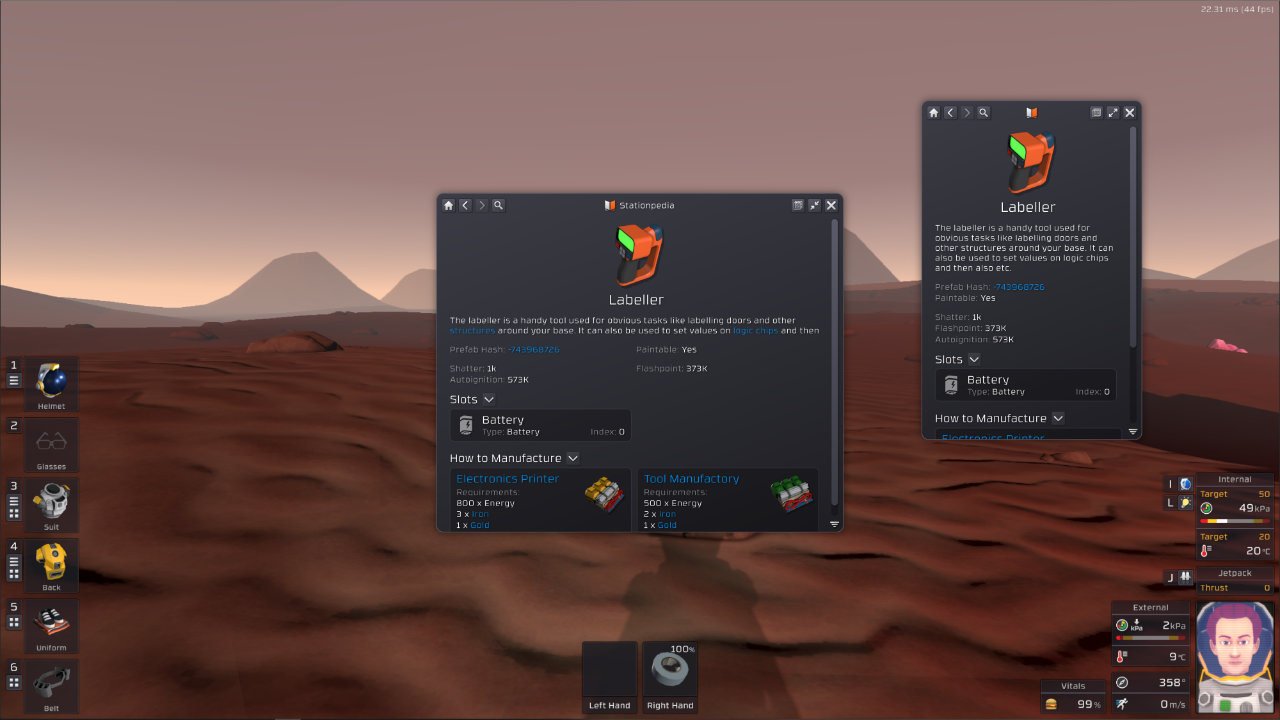 22.31 ms (44 fps)
Stationpedia
Labeller
The labeller is a handy tool used for obvious tasks like labelling doors and other
structures around your base. It can also be used to set values on logic chips and then
Prefab Hash: -743968726
Paintable: Yes
Shatter: 1k
Flashpoint: 373K
Autoignition: 573K
Slots
Battery
Type: Battery
Index: 0
How to Manufacture
Electronics Printer
Requirements:
800 x Energy
3 x Iron
1 x Gold
Tool Manufactory
Requirements:
500 x Energy
2 x Iron
1 x Gold
Labeller
The labeller is a handy tool used for
obvious tasks like labelling doors and
other structures around your base. It can
also be used to set values on logic chips
and then also etc.
Prefab Hash: -743968726
Paintable: Yes
Shatter: 1k
Flashpoint: 373K
Autoignition: 573K
Slots
Battery
Type: Battery
Index: 0
How to Manufacture
Electronics Printer
1
Helmet
2
Glasses
3
Suit
4
Back
5
Uniform
6
Belt
Left Hand
100%
Right Hand
I
L
Internal
Target 50
49kPa
Target 20
20°C
J
Jetpack
Thrust 0
External
kPa
2kPa
9°C
358°
0m/s
Vitals
99%